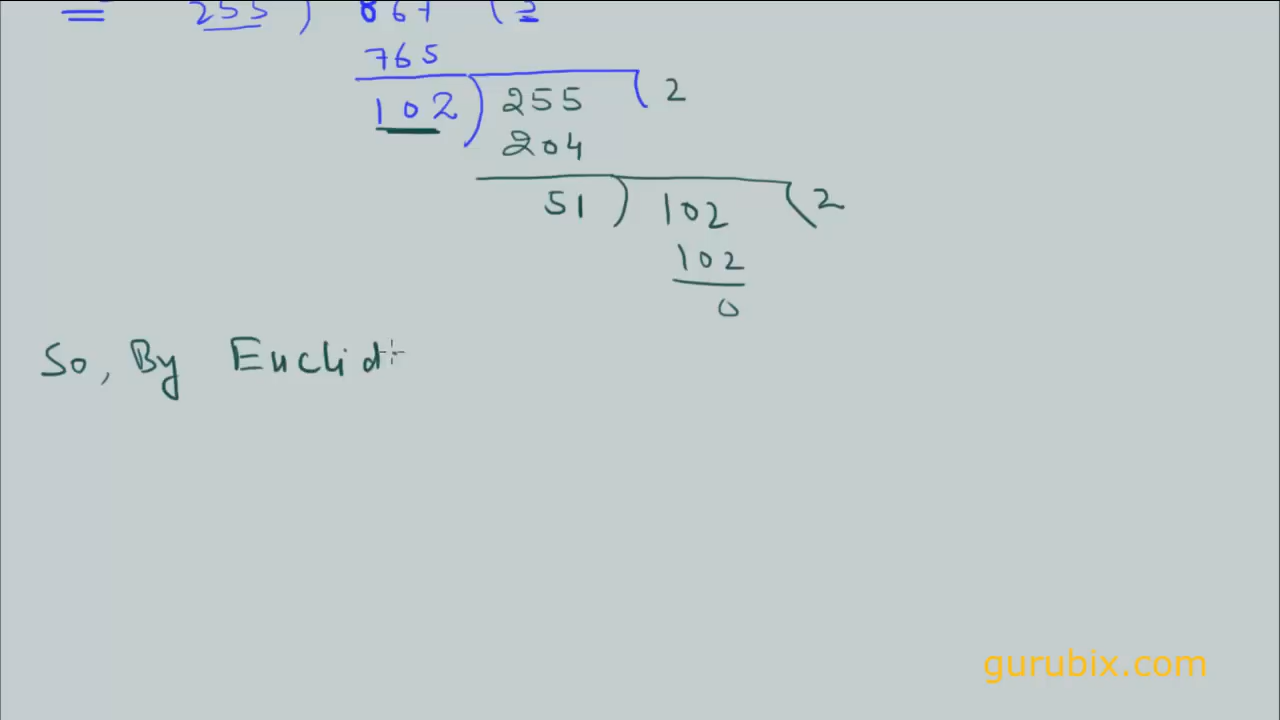 = 255 ) 867 ( 3
765
102 ) 255 ( 2
204
51 ) 102 ( 2
102
0
So, By Euclid
gurubix.com